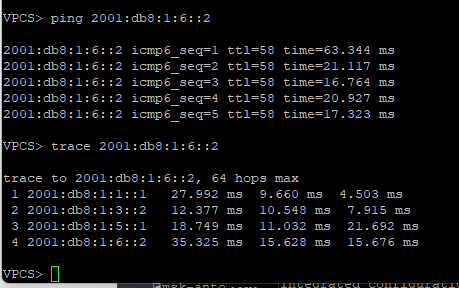 VPCS> ping 2001:db8:1:6::2
2001:db8:1:6::2 icmp6_seq=1 ttl=58 time=63.344 ms
2001:db8:1:6::2 icmp6_seq=2 ttl=58 time=21.117 ms
2001:db8:1:6::2 icmp6_seq=3 ttl=58 time=16.764 ms
2001:db8:1:6::2 icmp6_seq=4 ttl=58 time=20.927 ms
2001:db8:1:6::2 icmp6_seq=5 ttl=58 time=17.323 ms
VPCS> trace 2001:db8:1:6::2
trace to 2001:db8:1:6::2, 64 hops max
1 2001:db8:1:1::1 27.992 ms 9.660 ms 4.503 ms
2 2001:db8:1:3::2 12.377 ms 10.548 ms 7.915 ms
3 2001:db8:1:5::1 18.749 ms 11.032 ms 21.692 ms
4 2001:db8:1:6::2 35.325 ms 15.628 ms 15.676 ms
VPCS>